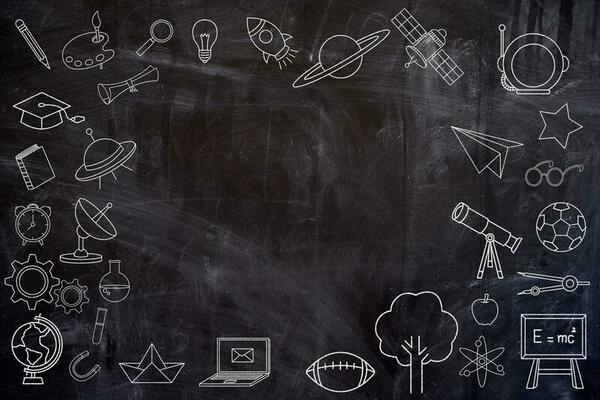 E = mc²